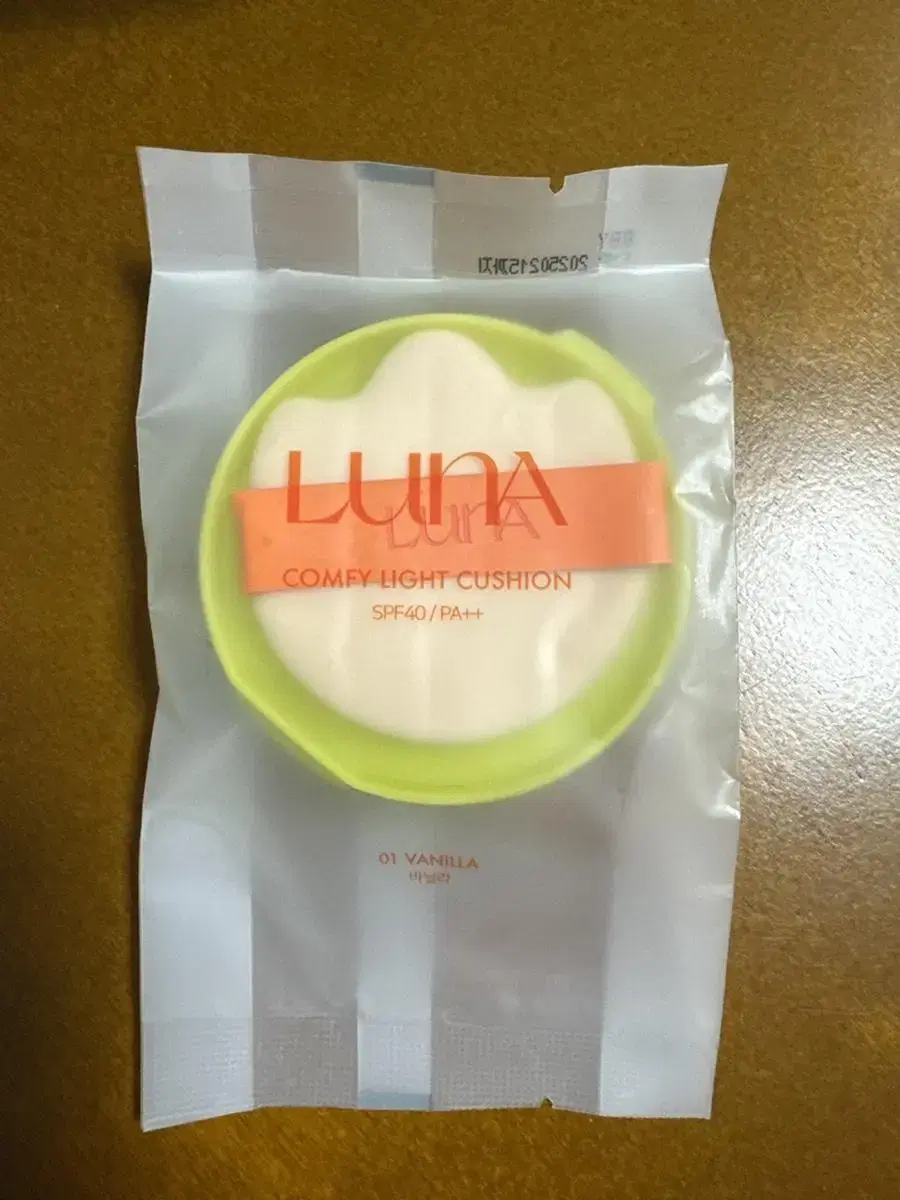 20250215까지
LUNA
LUNA
COMFY LIGHT CUSHION
SPF40 / PA++
01 VANILLA
바닐라